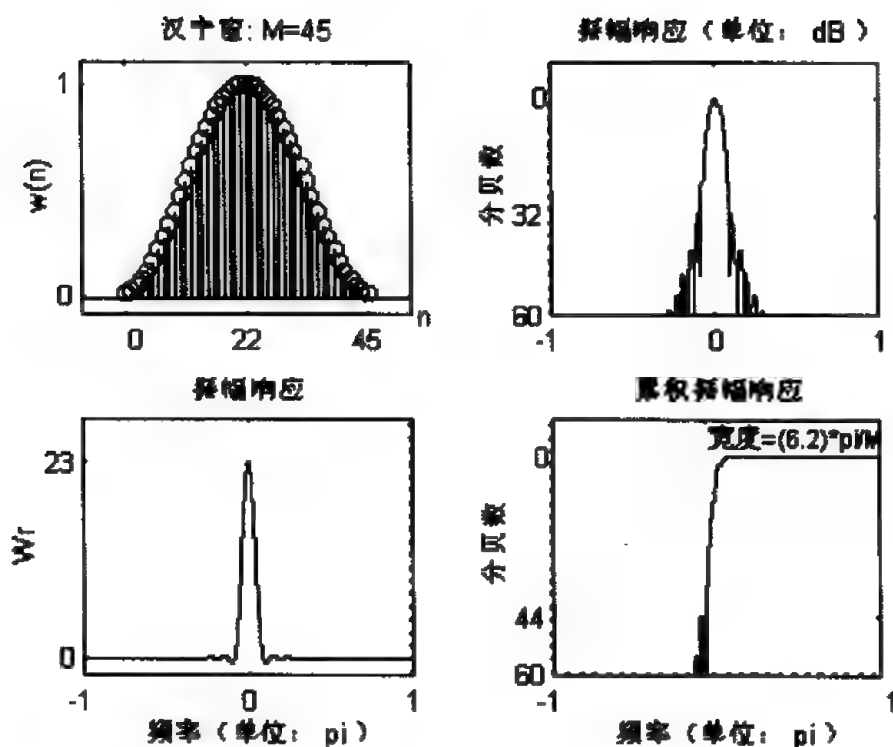 汉宁窗: M=45
1
w(n)
0
0
22
45
n
振幅响应（单位： dB ）
0
分贝数
32
60
-1
0
1
振幅响应
23
Wr
0
-1
0
1
频率（单位： pi ）
累积振幅响应
宽度=(6.2)*pi/M
0
分贝数
44
60
-1
0
1
频率（单位： pi ）